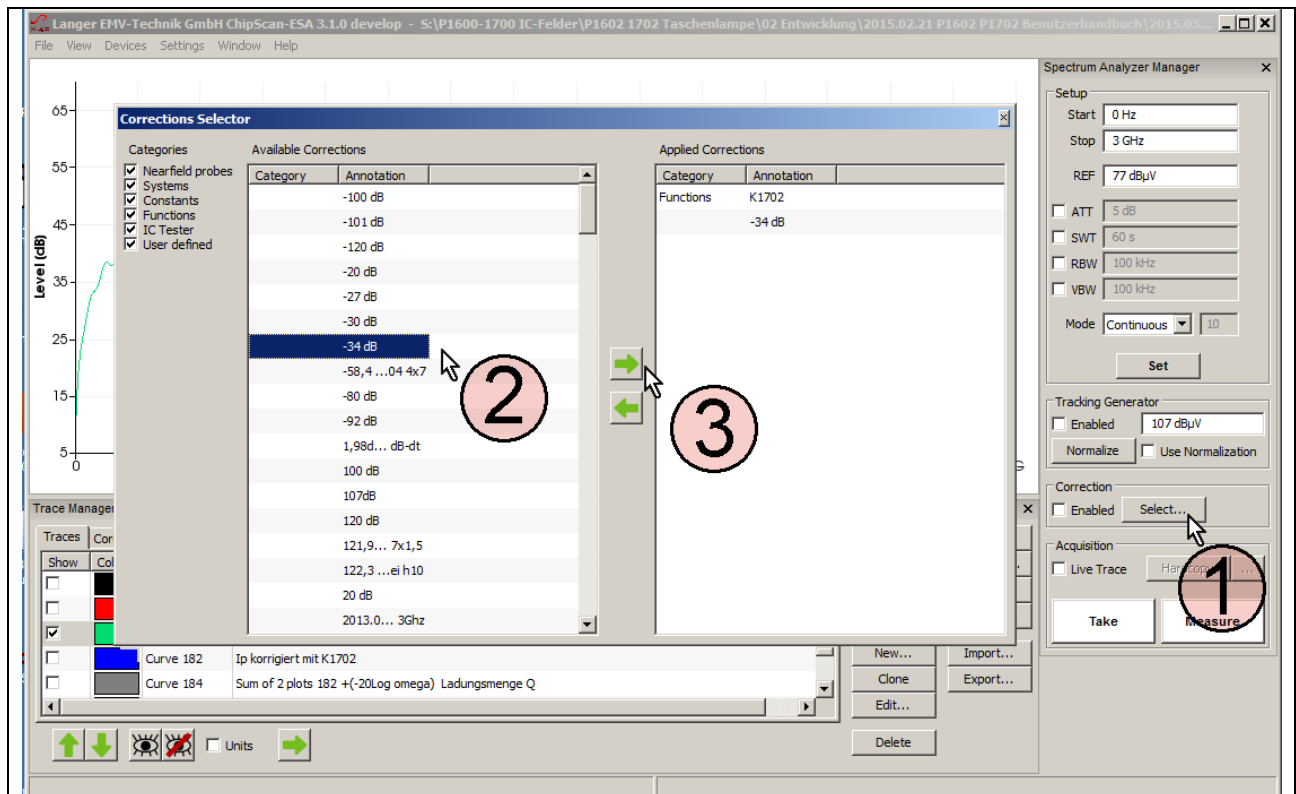 Langer EMV-Technik GmbH ChipScan-ESA 3.1.0 develop - S:\P1600-1700 IC-Felder\P1602 1702 Taschenlampe\02 Entwicklung\2015.02.21 P1602 P1702 Benutzerhandbuch\2015.03....
File View Devices Settings Window Help
65
55
45
35
25
15
5
0
Level (dB)
G
Corrections Selector
Categories
Nearfield probes
Systems
Constants
Functions
IC Tester
User defined
Available Corrections
Category Annotation
-100 dB
-101 dB
-120 dB
-20 dB
-27 dB
-30 dB
-34 dB
-58,4 ...04 4x7
-80 dB
-92 dB
1,98d... dB-dt
100 dB
107dB
120 dB
121,9... 7x1,5
122,3 ...ei h10
20 dB
2013.0... 3Ghz
2
3
Applied Corrections
Category Annotation
Functions K1702
-34 dB
Spectrum Analyzer Manager
Setup
Start 0 Hz
Stop 3 GHz
REF 77 dBµV
ATT 5 dB
SWT 60 s
RBW 100 kHz
VBW 100 kHz
Mode Continuous 10
Set
Tracking Generator
Enabled 107 dBµV
Normalize Use Normalization
Correction
Enabled Select...
Acquisition
Live Trace Hardcopy ...
1
Take Measure
Trace Manager
Traces Cor
Show Col
Curve 182 Ip korrigiert mit K1702
Curve 184 Sum of 2 plots 182 +(-20Log omega) Ladungsmenge Q
New... Import...
Clone Export...
Edit...
Delete
Units